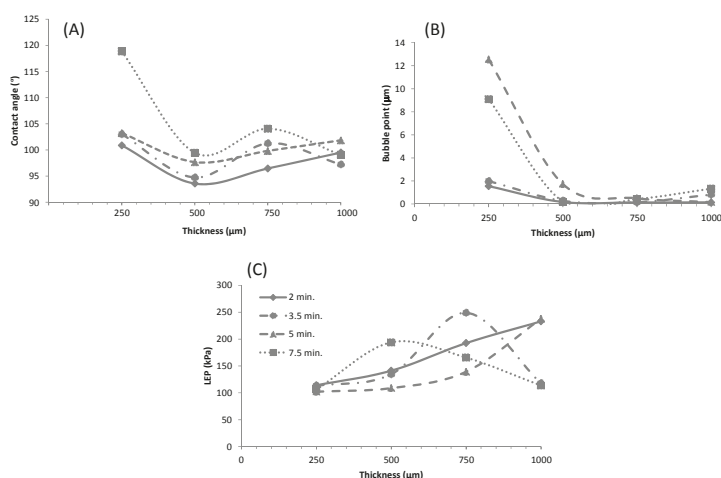 (A)
Contact angle (°)
125
120
115
110
105
100
95
90
0
250
500
750
1000
Thickness (µm)
(B)
Bubble point (µm)
14
12
10
8
6
4
2
0
0
250
500
750
1000
Thickness (µm)
(C)
2 min.
3.5 min.
5 min.
7.5 min.
LEP (kPa)
300
250
200
150
100
50
0
0
250
500
750
1000
Thickness (µm)